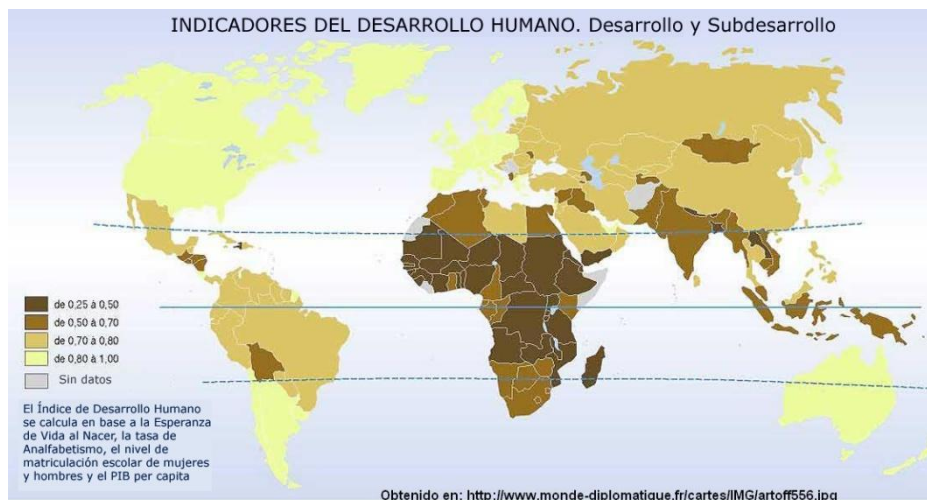 INDICADORES DEL DESARROLLO HUMANO. Desarrollo y Subdesarrollo
de 0,25 à 0,50
de 0,50 à 0,70
de 0,70 à 0,80
de 0,80 à 1,00
Sin datos
El Índice de Desarrollo Humano
se calcula en base a la Esperanza
de Vida al Nacer, la tasa de
Analfabetismo, el nivel de
matriculación escolar de mujeres
y hombres y el PIB per capita
Obtenido en: http://www.monde-diplomatique.fr/cartes/IMG/artoff556.jpg